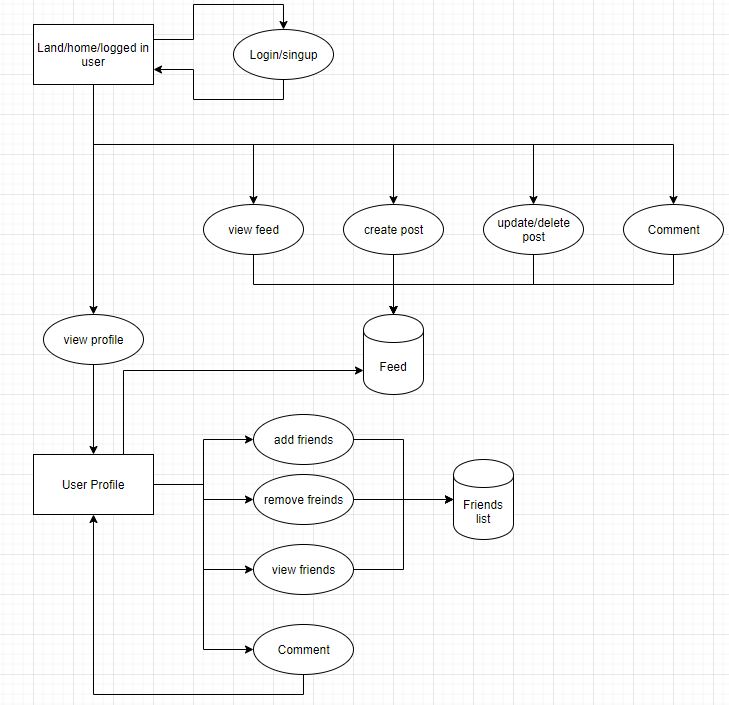 Land/home/logged in
user
Login/singup
view feed
create post
update/delete
post
Comment
view profile
Feed
add friends
User Profile
remove freinds
Friends
list
view friends
Comment